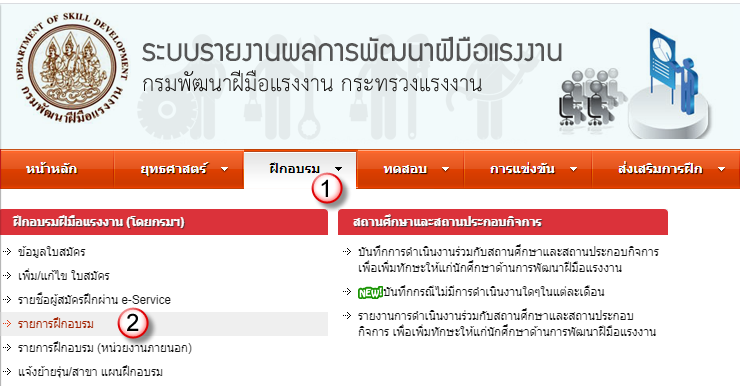 DEPARTMENT OF SKILL DEVELOPMENT
กรมพัฒนาฝีมือแรงงาน
ระบบรายงานผลการพัฒนาฝีมือแรงงาน
กรมพัฒนาฝีมือแรงงาน กระทรวงแรงงาน
หน้าหลัก ยุทธศาสตร์ ฝึกอบรม ทดสอบ การแข่งขัน ส่งเสริมการฝึก
1
ฝึกอบรมฝีมือแรงงาน (โดยกรมฯ)
ข้อมูลใบสมัคร
เพิ่ม/แก้ไข ใบสมัคร
รายชื่อผู้สมัครฝึกผ่าน e-Service
รายการฝึกอบรม 2
รายการฝึกอบรม (หน่วยงานภายนอก)
แจ้งย้ายรุ่น/สาขา แผนฝึกอบรม
สถานศึกษาและสถานประกอบกิจการ
บันทึกการดำเนินงานร่วมกับสถานศึกษาและสถานประกอบกิจการ
เพื่อเพิ่มทักษะให้แก่นักศึกษาด้านการพัฒนาฝีมือแรงงาน
NEW! บันทึกกรณีไม่มีการดำเนินงานใดๆในแต่ละเดือน
รายงานการดำเนินงานร่วมกับสถานศึกษาและสถานประกอบ
กิจการ เพื่อเพิ่มทักษะให้แก่นักศึกษาด้านการพัฒนาฝีมือแรงงาน